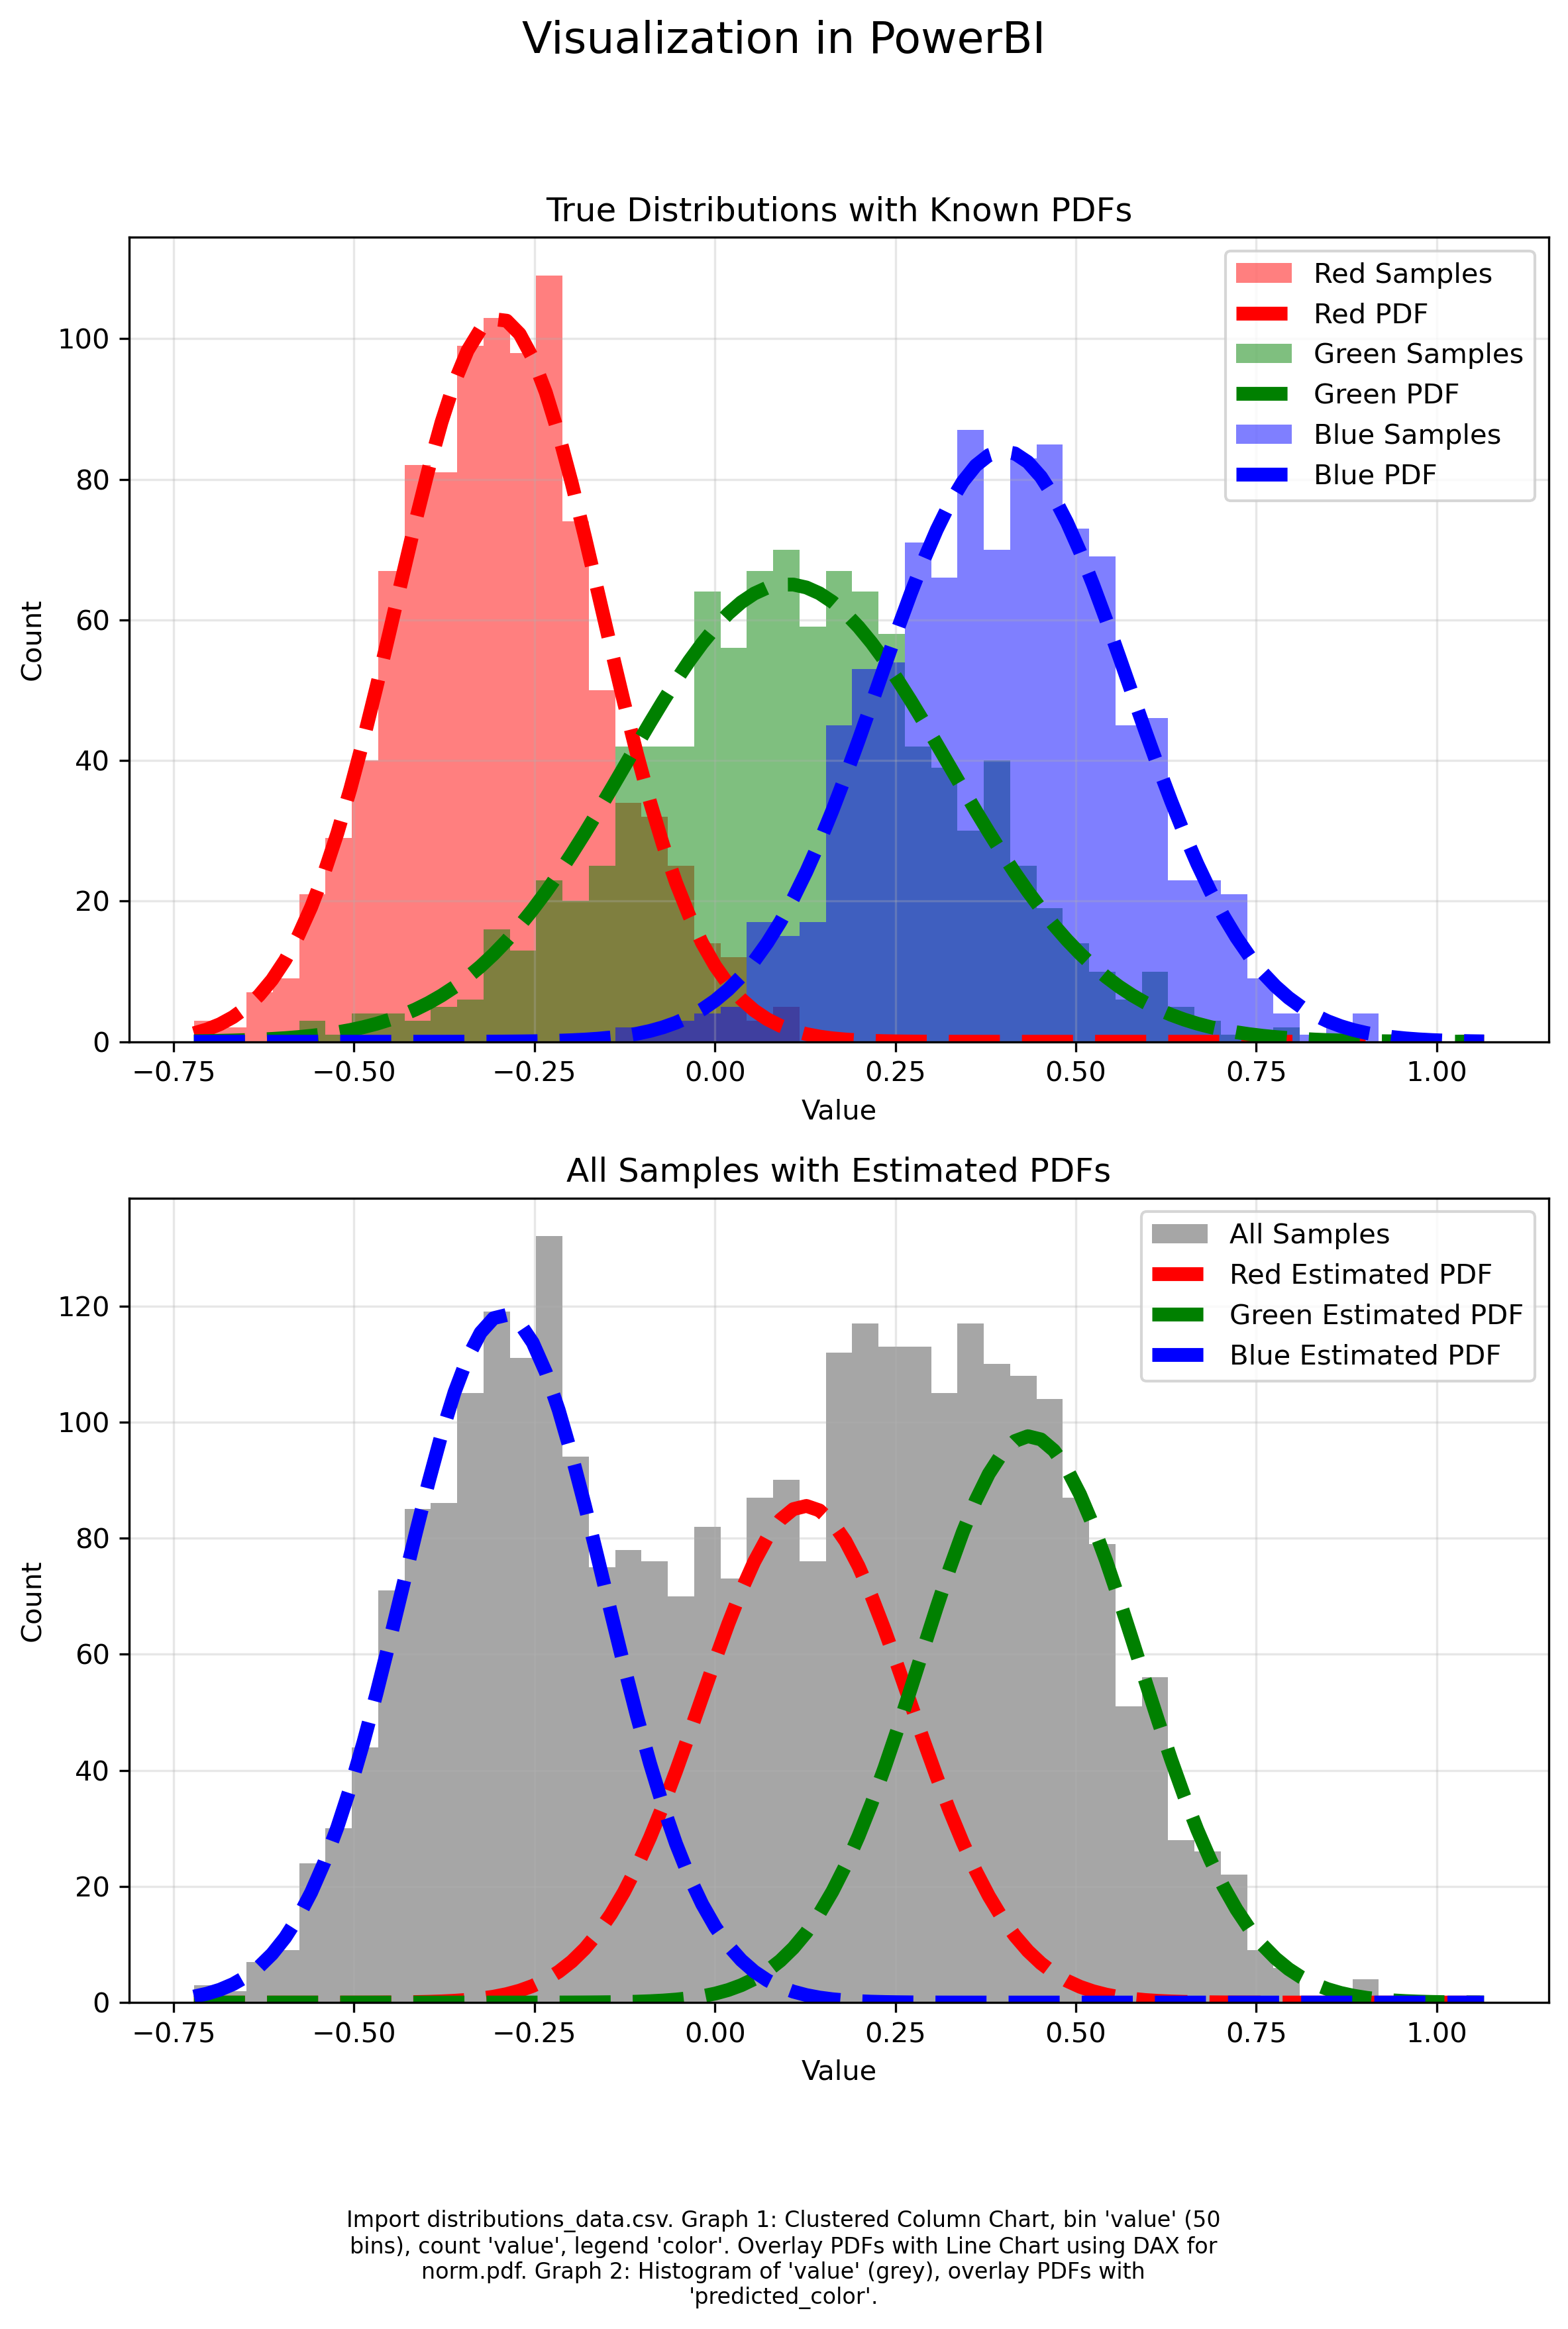 Visualization in PowerBI
True Distributions with Known PDFs
Red Samples
Red PDF
Green Samples
Green PDF
Blue Samples
Blue PDF
Count
100
80
60
40
20
0
−0.75
−0.50
−0.25
0.00
0.25
0.50
0.75
1.00
Value
All Samples with Estimated PDFs
All Samples
Red Estimated PDF
Green Estimated PDF
Blue Estimated PDF
Count
120
100
80
60
40
20
0
−0.75
−0.50
−0.25
0.00
0.25
0.50
0.75
1.00
Value
Import distributions_data.csv. Graph 1: Clustered Column Chart, bin 'value' (50
bins), count 'value', legend 'color'. Overlay PDFs with Line Chart using DAX for
norm.pdf. Graph 2: Histogram of 'value' (grey), overlay PDFs with
'predicted_color'.